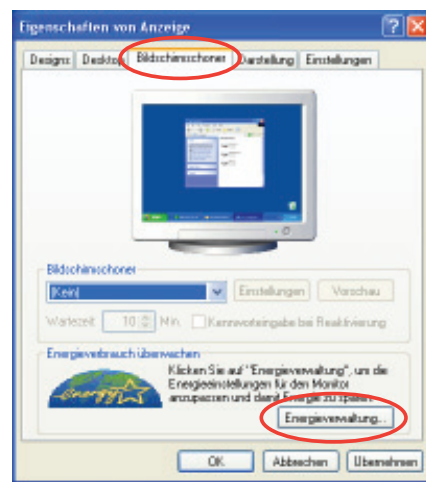 Eigenschaften von Anzeige
Designs Desktop Bildschirmschoner Darstellung Einstellungen
Bildschirmschoner
(Kein) Einstellungen Vorschau
Wartezeit: 10 Min. Kennworteingabe bei Reaktivierung
Energieverbrauch überwachen
Klicken Sie auf "Energieverwaltung", um die
Energieeinstellungen für den Monitor
anzupassen und damit Energie zu sparen.
energy
Energieverwaltung...
OK Abbrechen Übernehmen